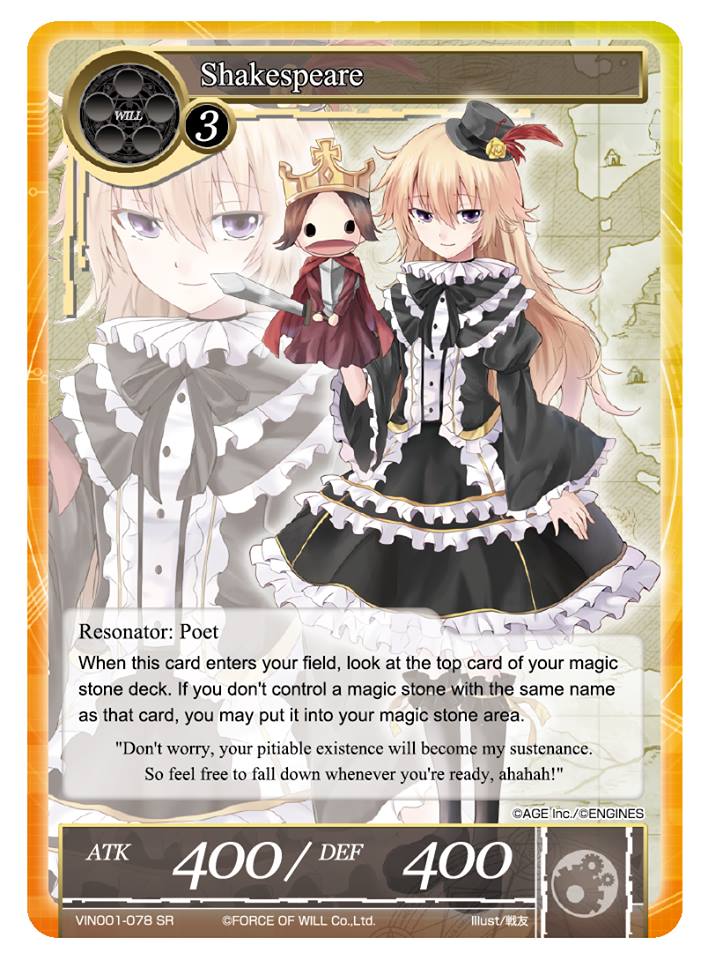 Shakespeare
WILL
3
Resonator: Poet
When this card enters your field, look at the top card of your magic
stone deck. If you don't control a magic stone with the same name
as that card, you may put it into your magic stone area.
"Don't worry, your pitiable existence will become my sustenance.
So feel free to fall down whenever you're ready, ahahah!"
©AGE Inc./©ENGINES
ATK 400/ DEF 400
VIN001-078 SR ©FORCE OF WILL Co.,Ltd. Illust/戦友